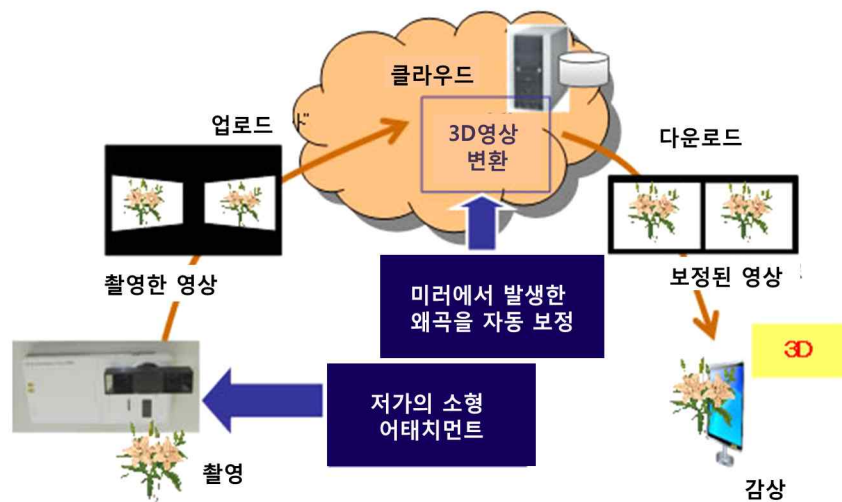 클라우드
업로드
3D영상
변환
다운로드
촬영한 영상
미러에서 발생한
왜곡을 자동 보정
보정된 영상
3D
저가의 소형
어태치먼트
촬영
감상